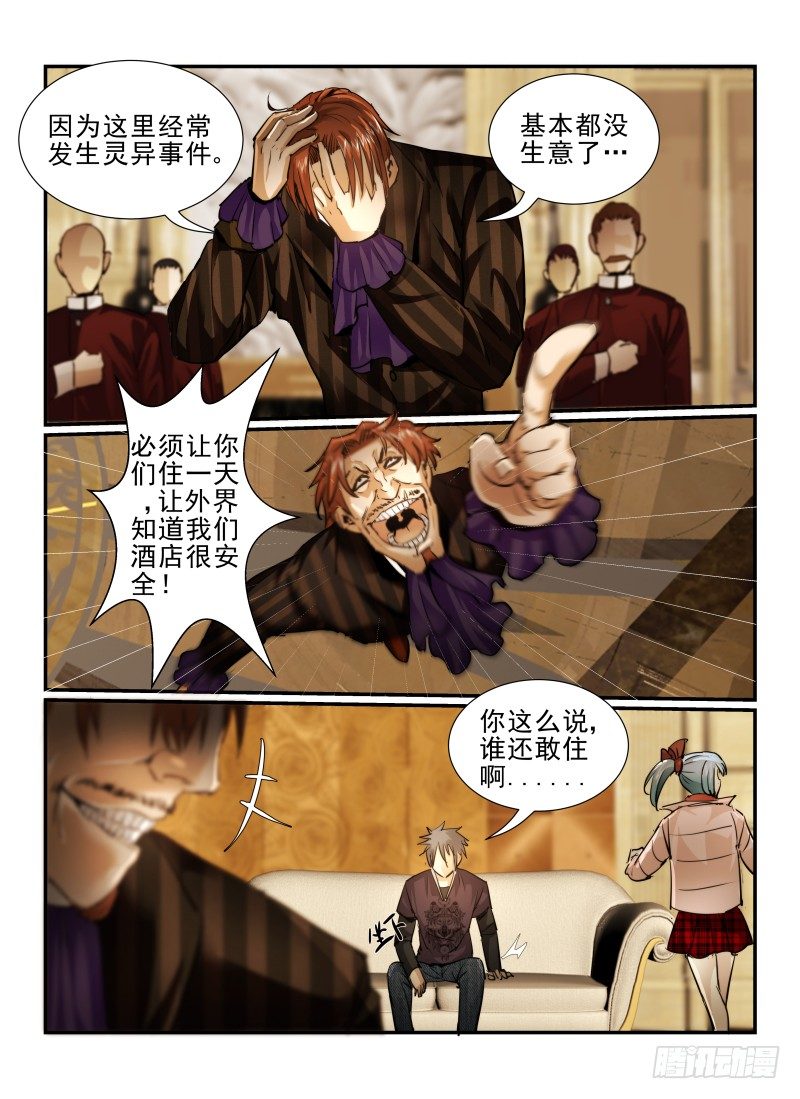 因为这里经常
发生灵异事件。
基本都没
生意了…
必须让你
们住一天
，让外界
知道我们
酒店很安
全！
你这么说，
谁还敢住
啊......
坐下
腾讯动漫